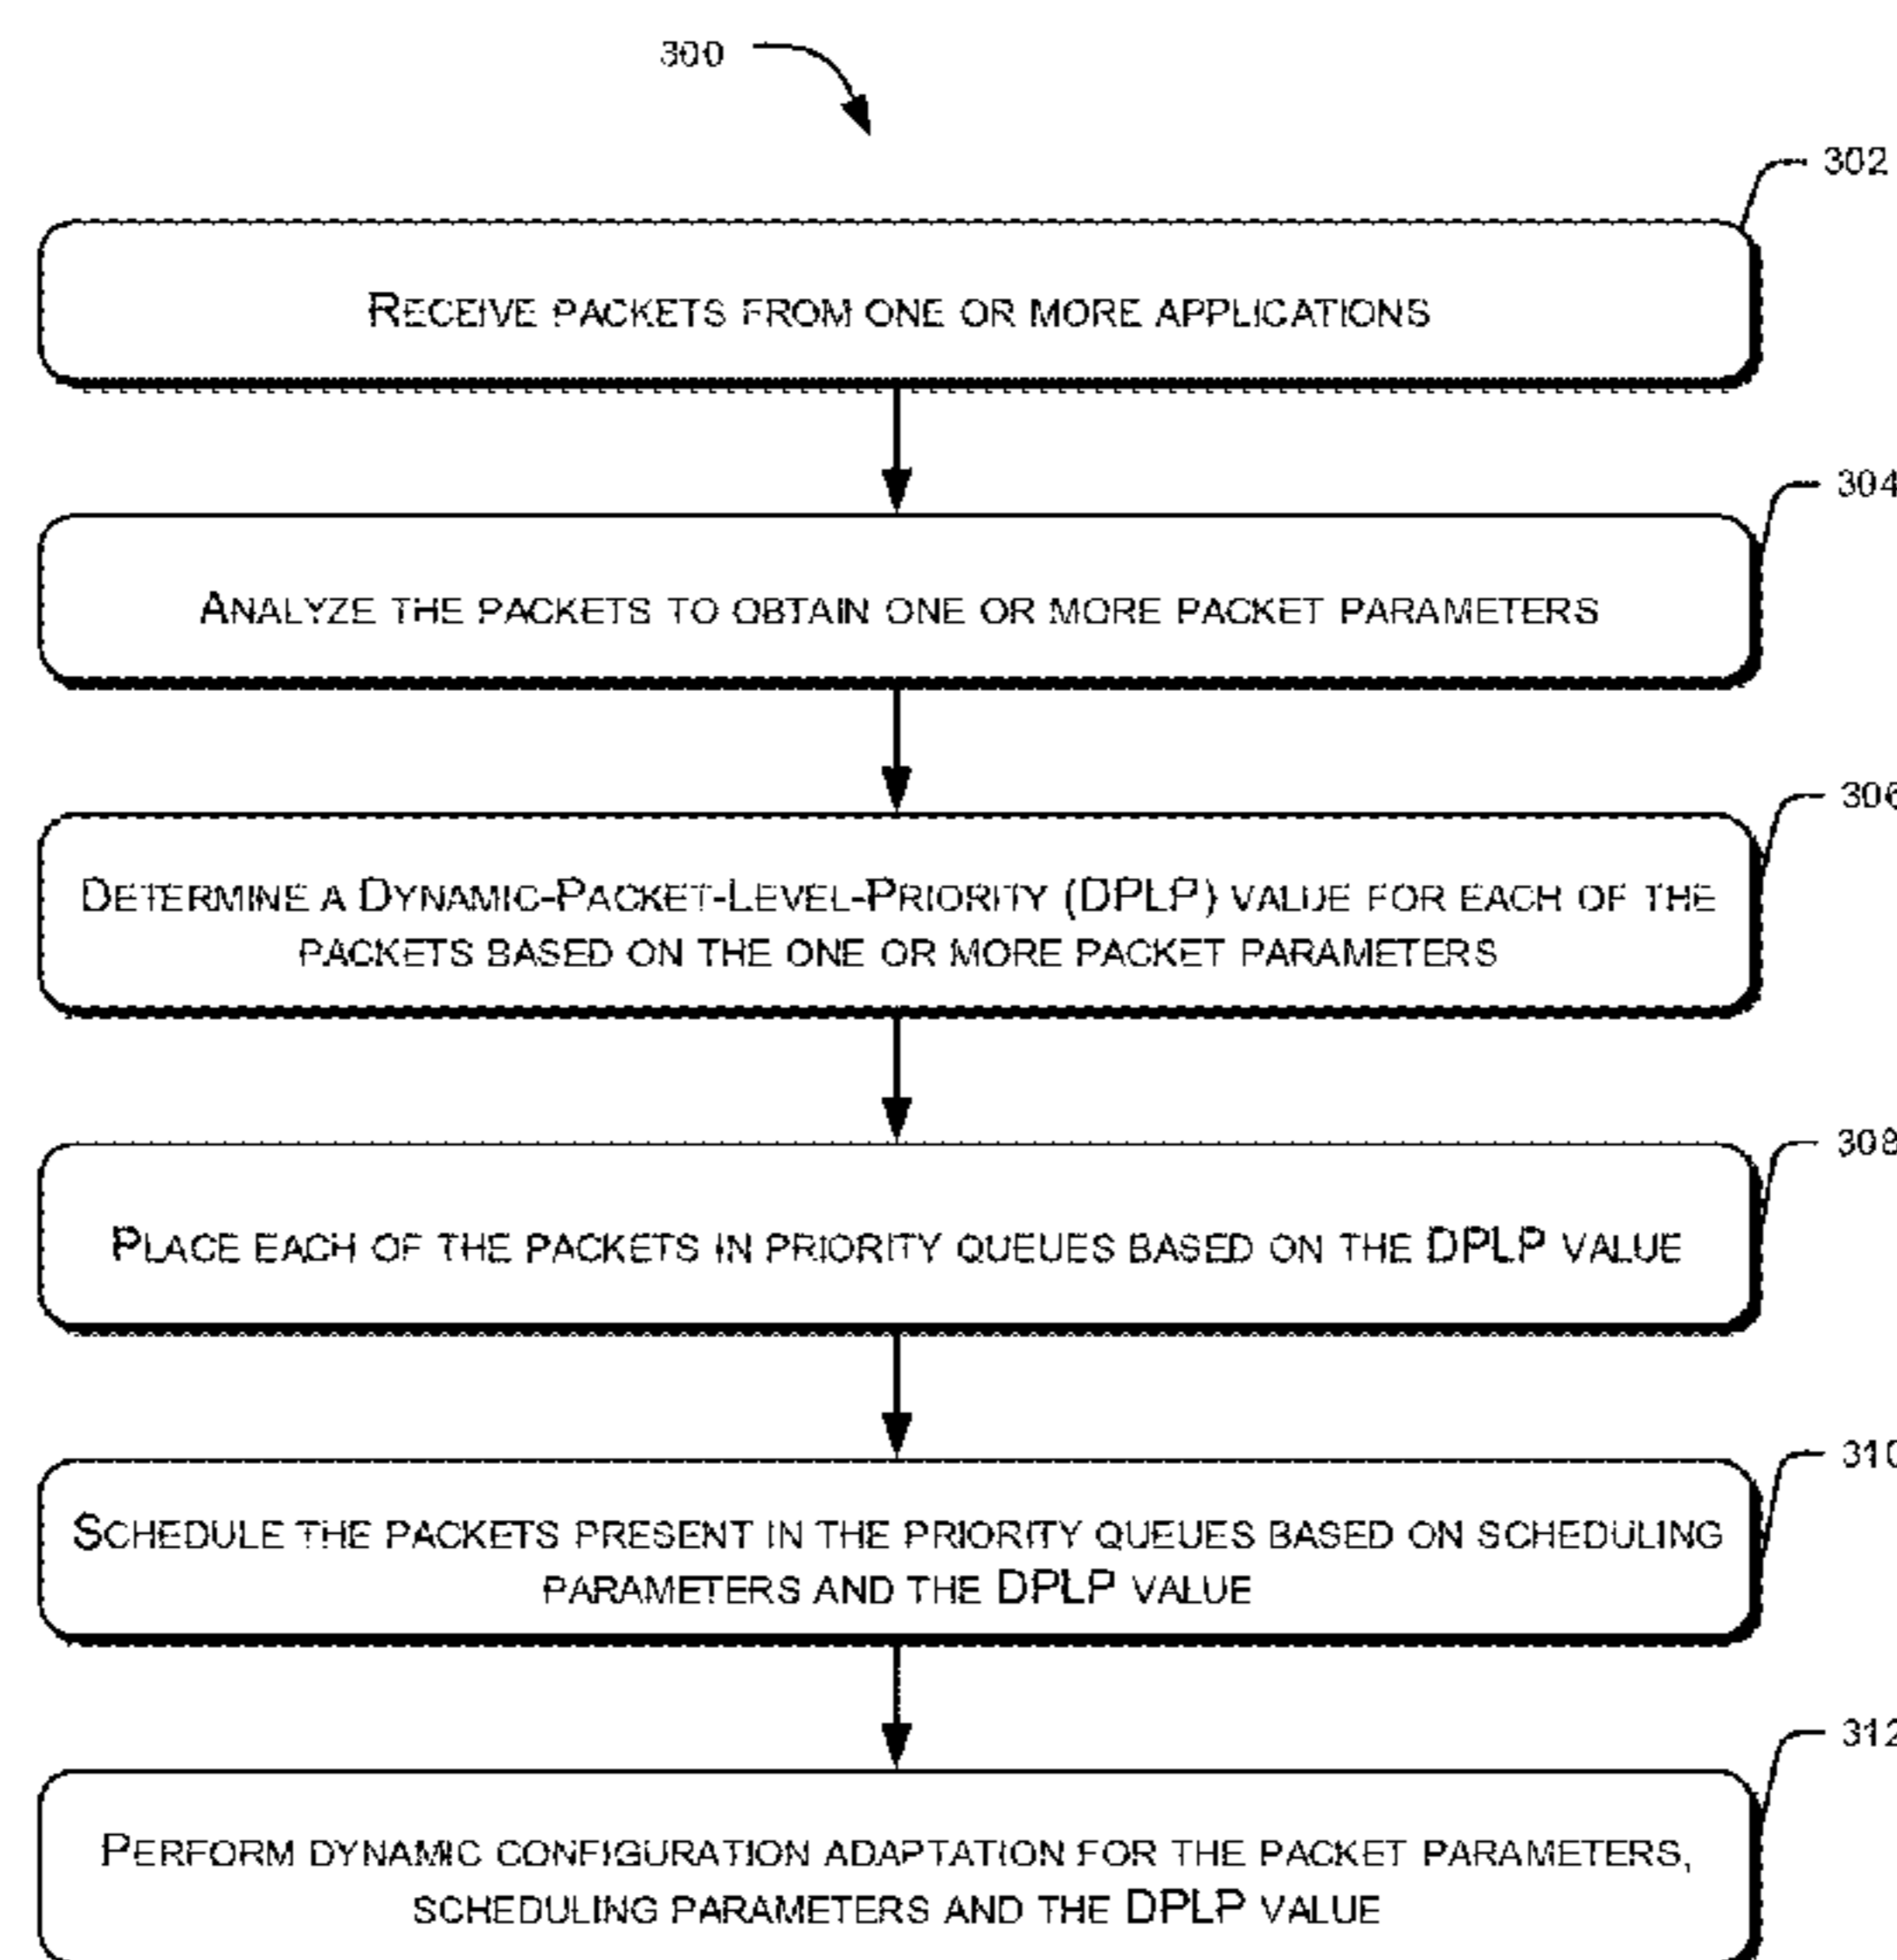 300
302
RECEIVE PACKETS FROM ONE OR MORE APPLICATIONS
304
ANALYZE THE PACKETS TO OBTAIN ONE OR MORE PACKET PARAMETERS
306
DETERMINE A DYNAMIC-PACKET-LEVEL-PRIORITY (DPLP) VALUE FOR EACH OF THE
PACKETS BASED ON THE ONE OR MORE PACKET PARAMETERS
308
PLACE EACH OF THE PACKETS IN PRIORITY QUEUES BASED ON THE DPLP VALUE
310
SCHEDULE THE PACKETS PRESENT IN THE PRIORITY QUEUES BASED ON SCHEDULING
PARAMETERS AND THE DPLP VALUE
312
PERFORM DYNAMIC CONFIGURATION ADAPTATION FOR THE PACKET PARAMETERS,
SCHEDULING PARAMETERS AND THE DPLP VALUE